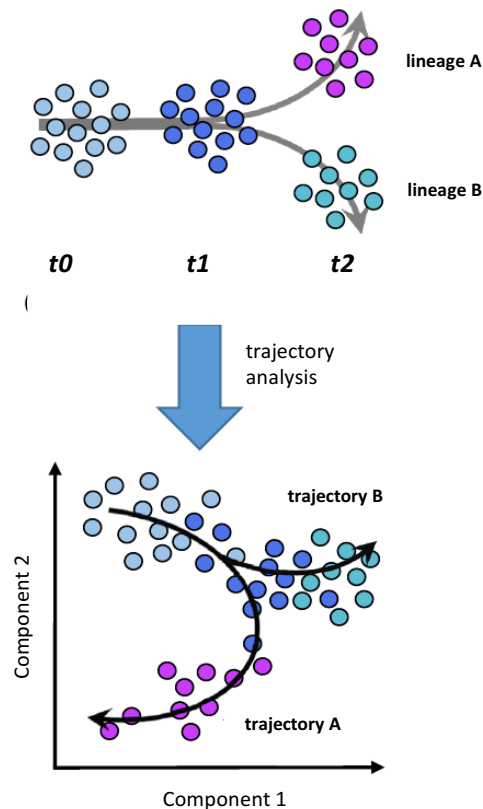 lineage A
lineage B
t0 t1 t2
(
trajectory
analysis
trajectory B
Component 2
trajectory A
Component 1